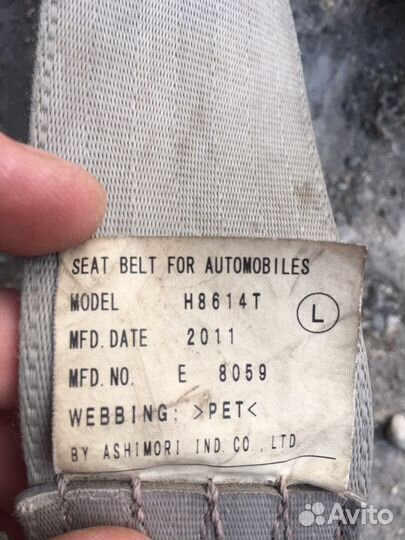 SEAT BELT FOR AUTOMOBILES
MODEL H8614T
L
MFD. DATE 2011
MFD. NO. E 8059
WEBBING: >PET<
BY ASHIMORI IND. CO., LTD.
Avito